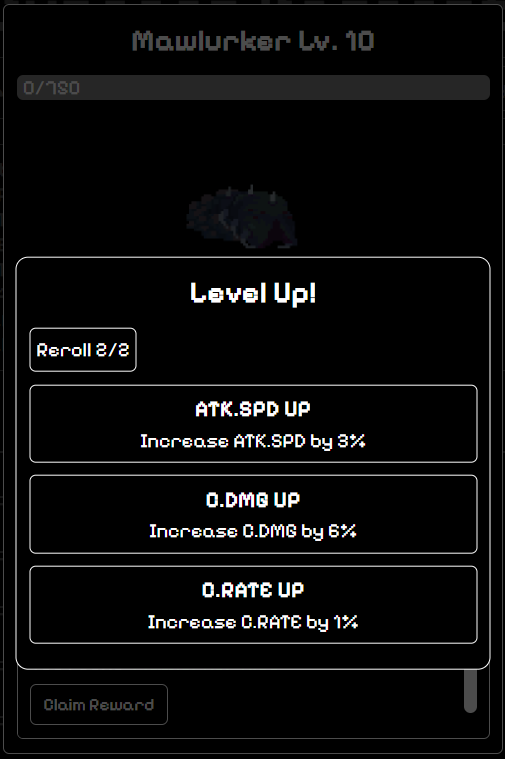 Mawlurker Lv. 10
0/750
Level Up!
Reroll 2/2
ATK.SPD UP
Increase ATK.SPD by 3%
C.DMG UP
Increase C.DMG by 6%
C.RATE UP
Increase C.RATE by 1%
Claim Reward